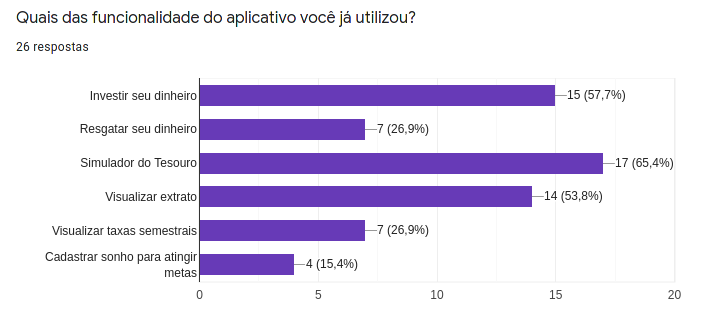 Quais das funcionalidade do aplicativo você já utilizou?
26 respostas
Investir seu dinheiro
15 (57,7%)
Resgatar seu dinheiro
7 (26,9%)
Simulador do Tesouro
17 (65,4%)
Visualizar extrato
14 (53,8%)
Visualizar taxas semestrais
7 (26,9%)
Cadastrar sonho para atingir
metas
4 (15,4%)
0 5 10 15 20